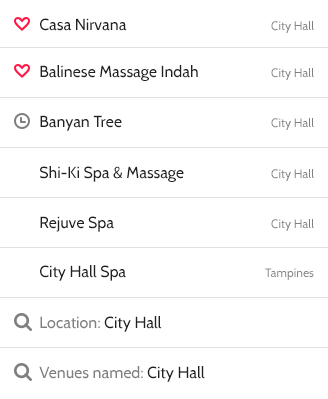 Casa Nirvana City Hall
Balinese Massage Indah City Hall
Banyan Tree City Hall
Shi-Ki Spa & Massage City Hall
Rejuve Spa City Hall
City Hall Spa Tampines
Location: City Hall
Venues named: City Hall